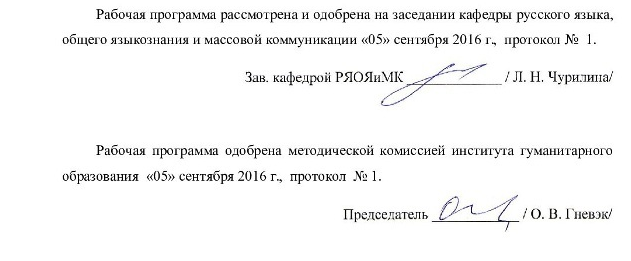 Рабочая программа рассмотрена и одобрена на заседании кафедры русского языка,
общего языкознания и массовой коммуникации «05» сентября 2016 г., протокол № 1.
Зав. кафедрой РЯОЯиМК ______________ / Л. Н. Чурилина/
Рабочая программа одобрена методической комиссией института гуманитарного
образования «05» сентября 2016 г., протокол № 1.
Председатель _____________ / О. В. Гневэк/